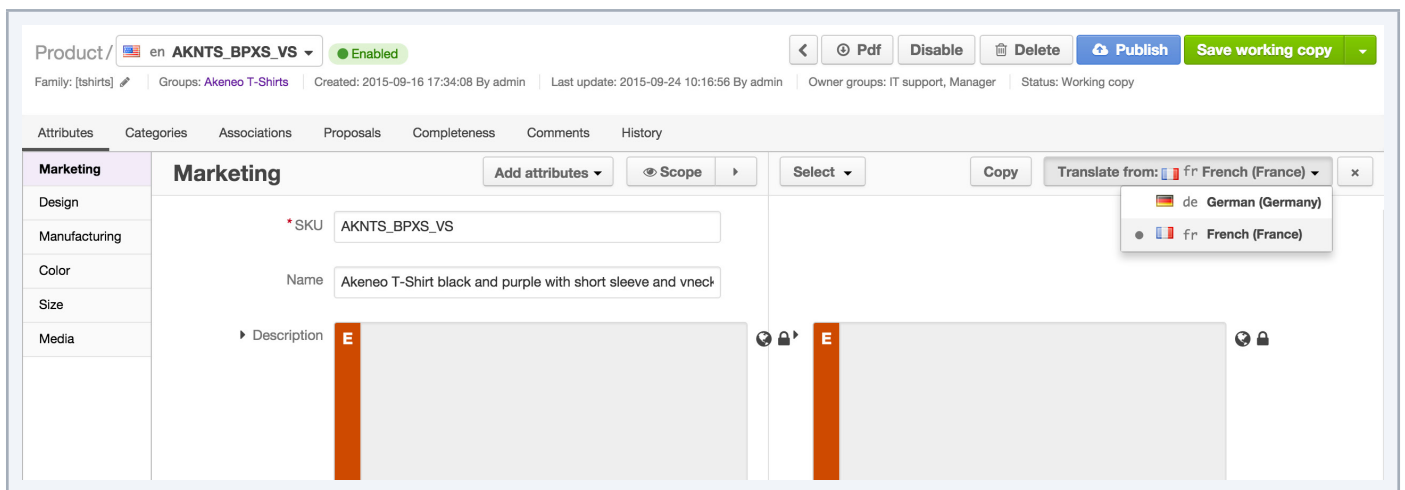 Product / en AKNTS_BPXS_VS Enabled Pdf Disable Delete Publish Save working copy
Family: [tshirts] Groups: Akeneo T-Shirts Created: 2015-09-16 17:34:08 By admin Last update: 2015-09-24 10:16:56 By admin Owner groups: IT support, Manager Status: Working copy
Attributes Categories Associations Proposals Completeness Comments History
Marketing
Design
Manufacturing
Color
Size
Media
Marketing Add attributes Scope Select Copy Translate from: fr French (France) ×
de German (Germany)
fr French (France)
* SKU AKNTS_BPXS_VS
Name Akeneo T-Shirt black and purple with short sleeve and vneck
Description E E